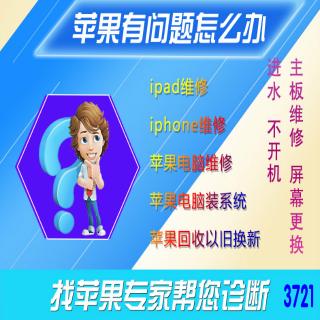 苹果有问题怎么办
ipad维修
iphone维修
苹果电脑维修
苹果电脑装系统
苹果回收以旧换新
主板维修 屏幕更换
进水 不开机
找苹果专家帮您诊断 3721